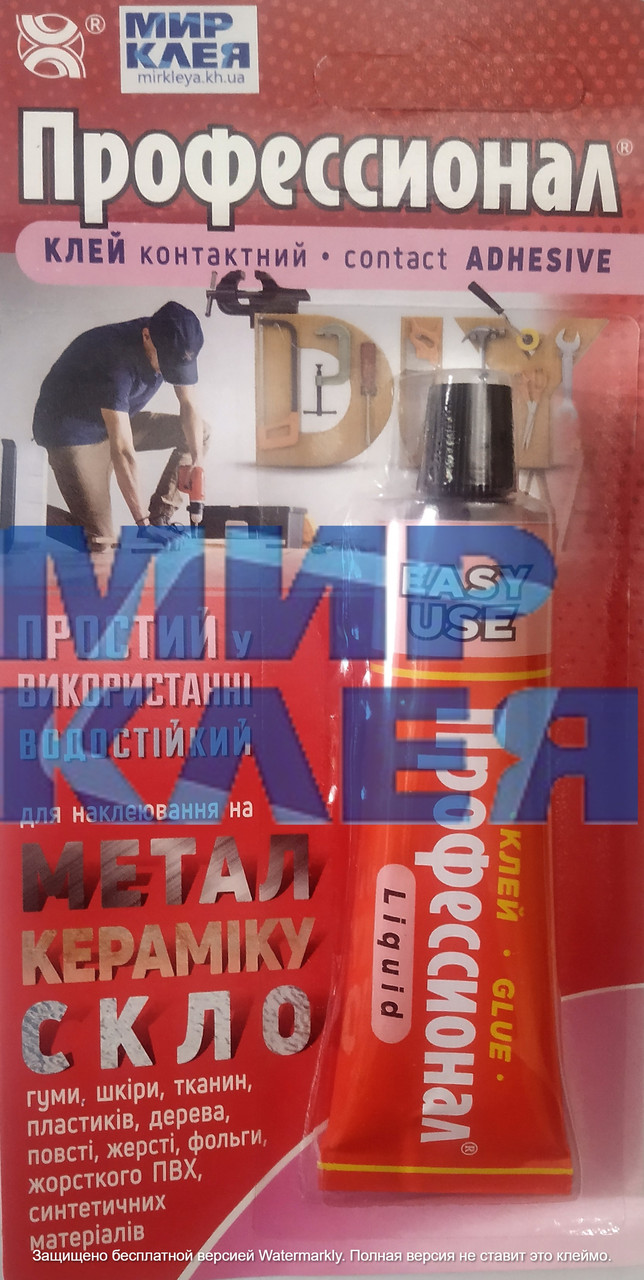 ®
МИР
КЛЕЯ
mirkleya.kh.ua
Профессионал®
КЛЕЙ контактний • contact ADHESIVE
DIY
EASY
USE
МИР
КЛЕЯ
ПРОСТИЙ у
ВИКОРИСТАННІ
ВОДОСТІЙКИЙ
для наклеювання на
МЕТАЛ
КЕРАМІКУ
СКЛО
гуми, шкіри, тканин,
пластиків, дерева,
повсті, жерсті, фольги,
жорсткого ПВХ,
синтетичних
матеріалів
КЛЕЙ • GLUE •
Профессионал®
Liquid
Защищено бесплатной версией Watermarkly. Полная версия не ставит это клеймо.